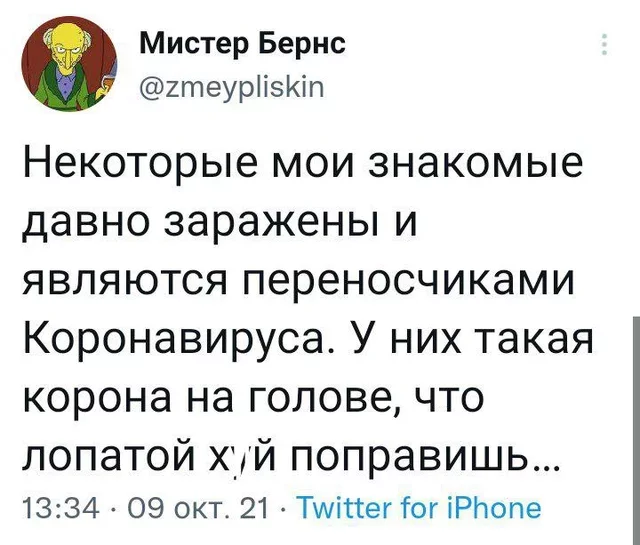 Мистер Бернс
@zmeypliskin
Некоторые мои знакомые
давно заражены и
являются переносчиками
Коронавируса. У них такая
корона на голове, что
лопатой хуй поправишь...
13:34 · 09 окт. 21 · Twitter for iPhone